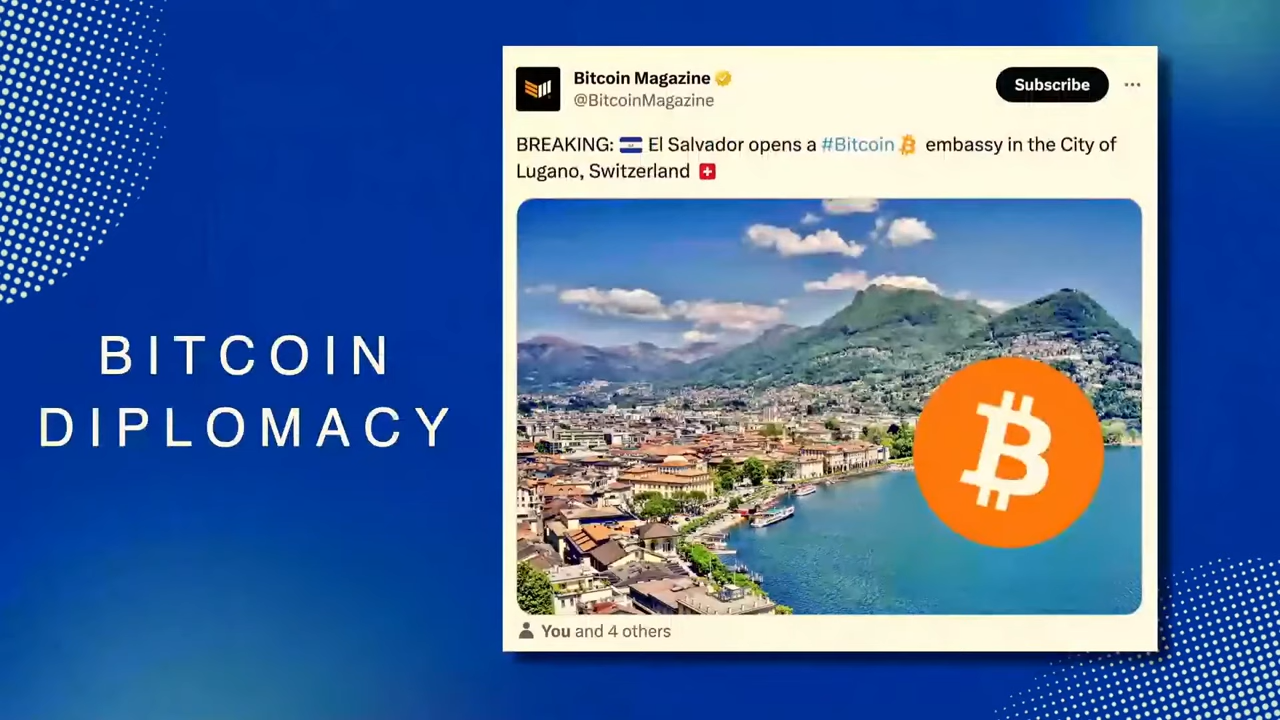 BITCOIN
DIPLOMACY
Bitcoin Magazine
@BitcoinMagazine
Subscribe
BREAKING: 🇸🇻 El Salvador opens a #Bitcoin embassy in the City of
Lugano, Switzerland 🇨🇭
You and 4 others